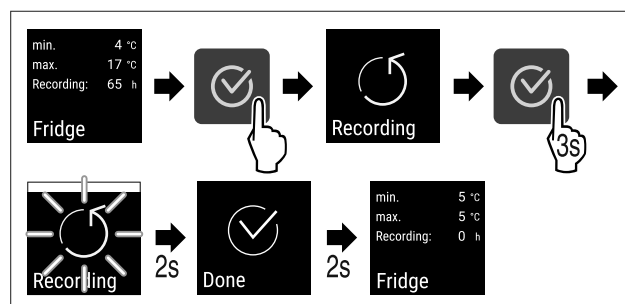 min. 4 °C
max. 17 °C
Recording: 65 h
Fridge
Recording
3s
Recording
2s
Done
2s
min. 5 °C
max. 5 °C
Recording: 0 h
Fridge